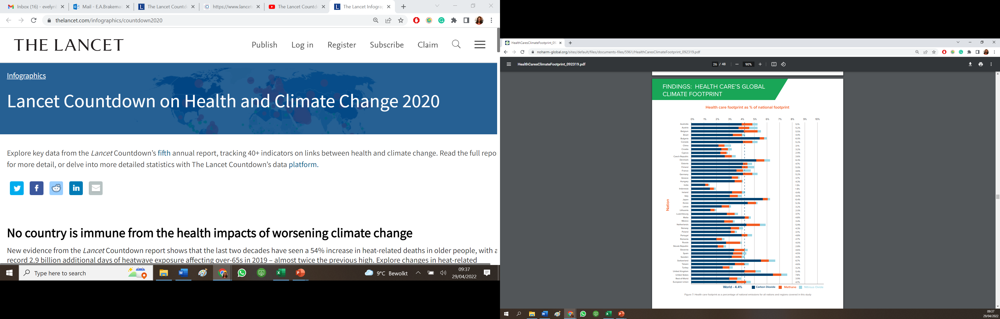 Inbox (16) - evelyn
Mail - E.A.Brakema
The Lancet Countd
https://www.lancet
The Lancet Countd
The Lancet Infogra
thelancet.com/infographics/countdown2020
THE LANCET
Publish
Log in
Register
Subscribe
Claim
Infographics
Lancet Countdown on Health and Climate Change 2020
Explore key data from the Lancet Countdown's fifth annual report, tracking 40+ indicators on links between health and climate change. Read the full repo
for more detail, or delve into more detailed statistics with The Lancet Countdown's data platform.
No country is immune from the health impacts of worsening climate change
New evidence from the Lancet Countdown report shows that the last two decades have seen a 54% increase in heat-related deaths in older people, with a
record 2.9 billion additional days of heatwave exposure affecting over-65s in 2019 – almost twice the previous high. Explore changes in heat-related
Type here to search
9°C Bewolkt
09:37
29/04/2022
HealthCaresClimateFootprint_09
noharm-global.org/sites/default/files/documents-files/5961/HealthCaresClimateFootprint_092319.pdf
HealthCaresClimateFootprint_092319.pdf
26 / 48
90%
FINDINGS: HEALTH CARE'S GLOBAL
CLIMATE FOOTPRINT
Health care footprint as % of national footprint
0% 1% 2% 3% 4% 5% 6% 7% 8% 9% 10%
Nation
Australia 5.1%
Austria 5.2%
Belgium 5.5%
Brazil 4.4%
Bulgaria 6.0%
Canada 5.2%
China 3.1%
Croatia 3.2%
Cyprus 2.9%
Czech Republic 3.6%
Denmark 6.3%
Estonia 4.7%
Finland 5.0%
France 4.6%
Germany 5.2%
Greece 3.7%
Hungary 4.3%
India 1.5%
Indonesia 1.9%
Ireland 4.4%
Italy 4.0%
Japan 6.4%
Korea 5.3%
Latvia 3.2%
Lithuania 2.0%
Luxembourg 3.7%
Malta 4.8%
Mexico 3.4%
Netherlands 5.9%
Norway 4.3%
Poland 3.7%
Portugal 4.8%
Romania 2.7%
Russia 4.0%
Slovak Republic 2.8%
Slovenia 4.6%
Spain 4.5%
Sweden 4.4%
Switzerland 6.7%
Taiwan 4.6%
Turkey 3.2%
United Kingdom 5.4%
United States 7.6%
Rest-of-World 3.9%
European Union 4.7%
World - 4.4%
Carbon Dioxide
Methane
Nitrous Oxide
Figure 7: Health care footprint as a percentage of national emissions for all nations and regions covered in this study
09:37
29/04/2022